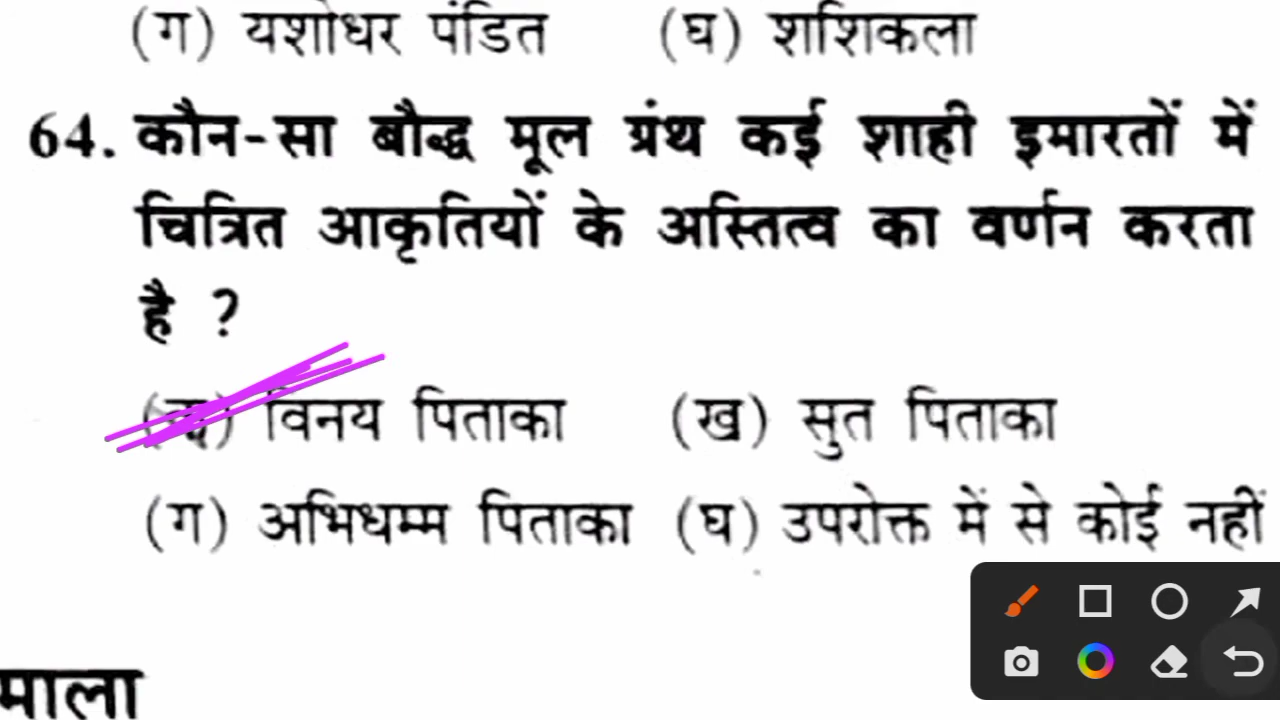 (ग) यशोधर पंडित (घ) शशिकला
64. कौन-सा बौद्ध मूल ग्रंथ कई शाही इमारतों में
चित्रित आकृतियों के अस्तित्व का वर्णन करता
है ?
(क) विनय पिताका (ख) सुत पिताका
(ग) अभिधम्म पिताका (घ) उपरोक्त में से कोई नहीं
माला